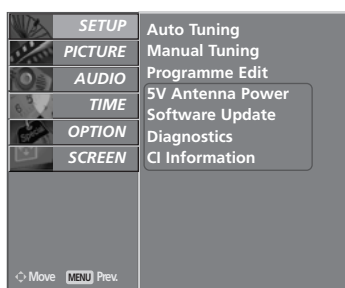 SETUP
PICTURE
AUDIO
TIME
OPTION
SCREEN
Auto Tuning
Manual Tuning
Programme Edit
5V Antenna Power
Software Update
Diagnostics
CI Information
Move MENU Prev.